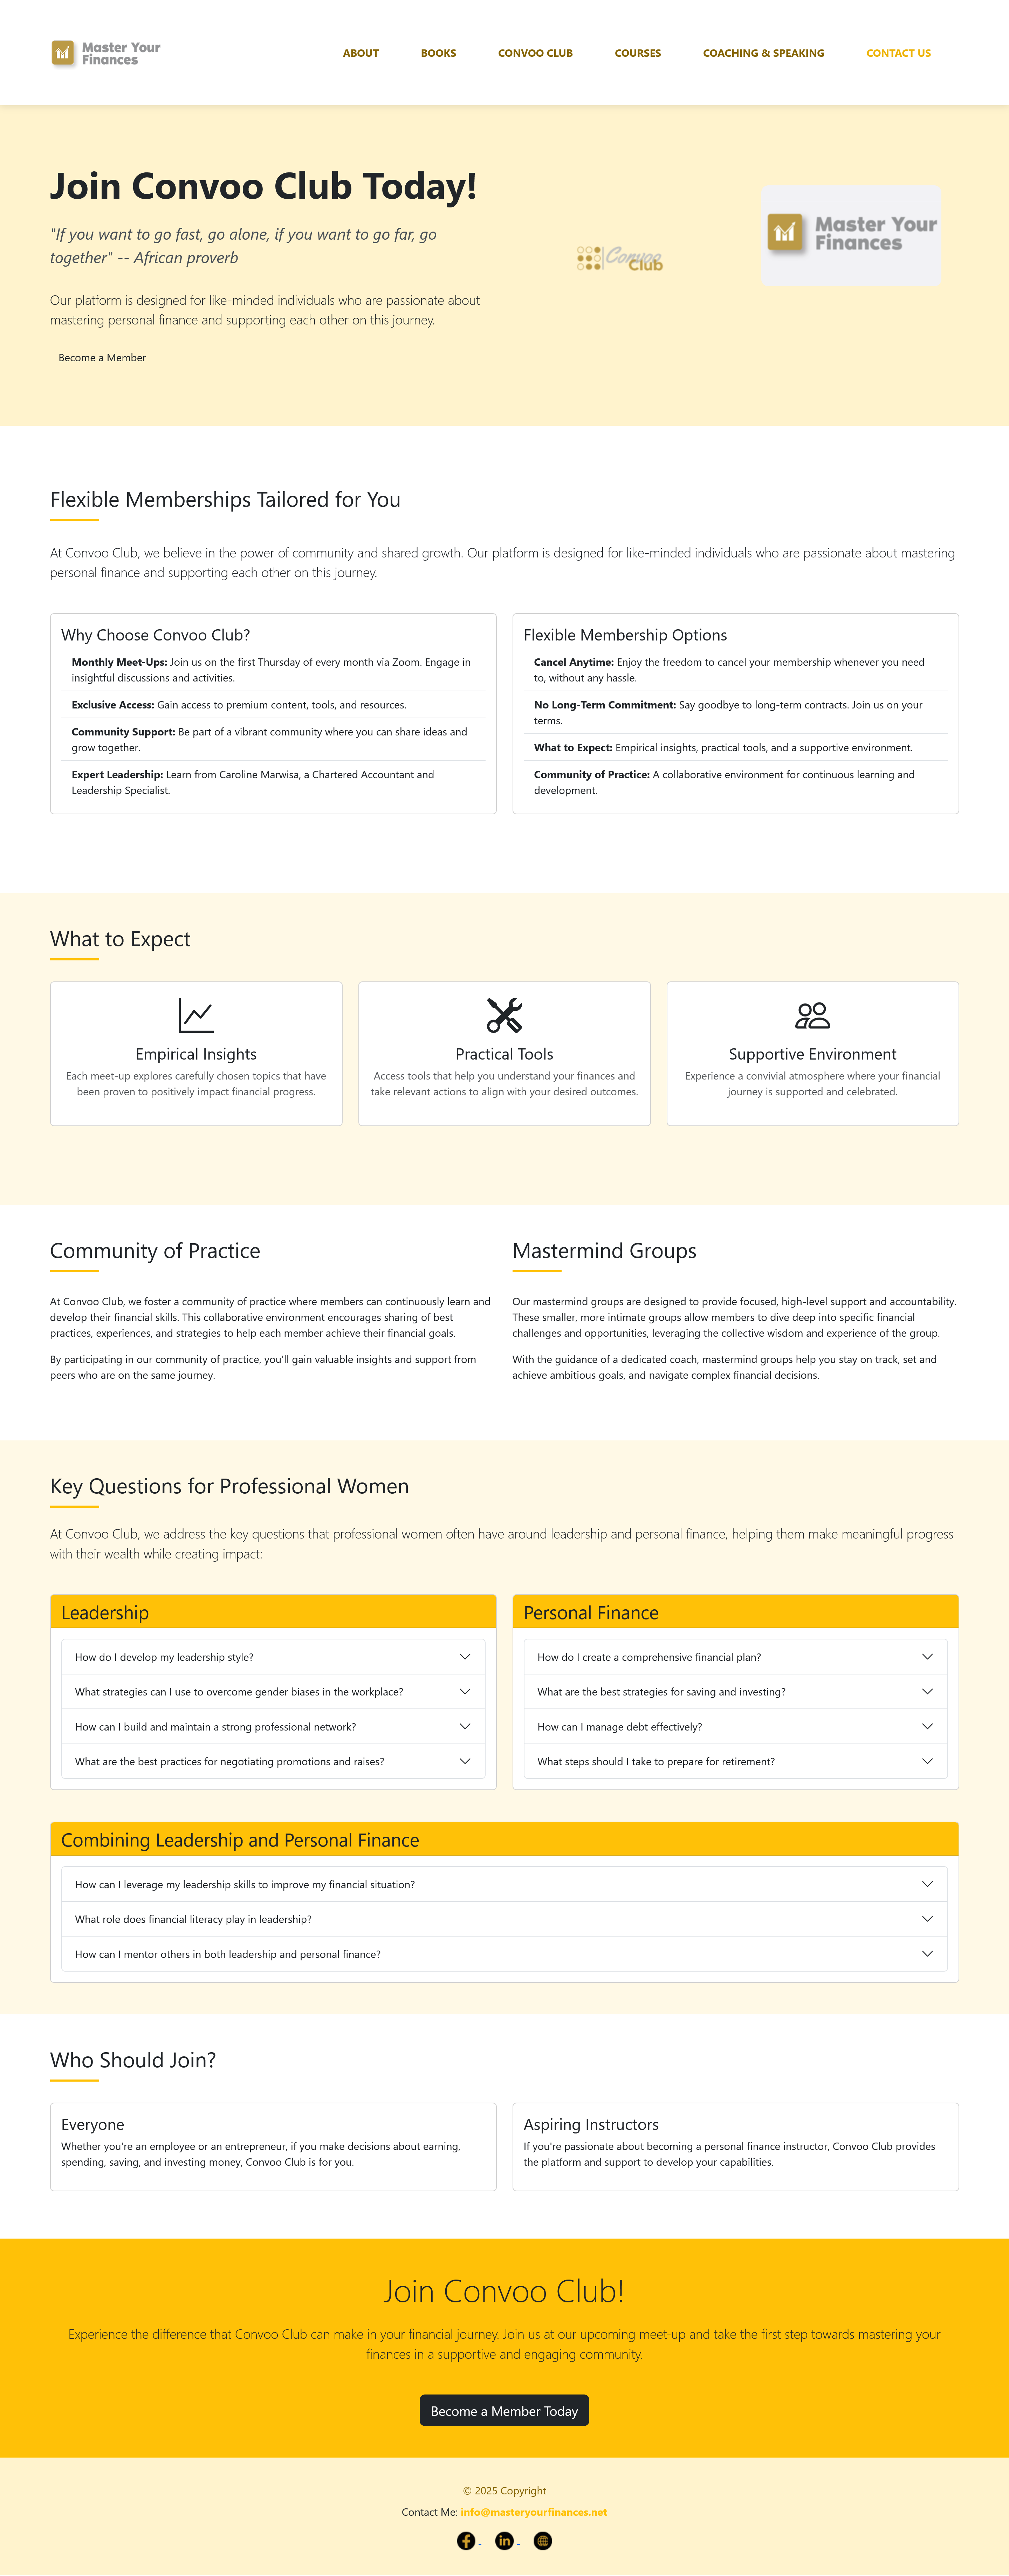 Master Your
Finances
ABOUT
BOOKS
CONVOO CLUB
COURSES
COACHING & SPEAKING
CONTACT US
Join Convoo Club Today!
"If you want to go fast, go alone, if you want to go far, go
together" -- African proverb
Our platform is designed for like-minded individuals who are passionate about
mastering personal finance and supporting each other on this journey.
Become a Member
Convoo
Club
Master Your
Finances
Flexible Memberships Tailored for You
At Convoo Club, we believe in the power of community and shared growth. Our platform is designed for like-minded individuals who are passionate about mastering
personal finance and supporting each other on this journey.
Why Choose Convoo Club?
Monthly Meet-Ups: Join us on the first Thursday of every month via Zoom. Engage in
insightful discussions and activities.
Exclusive Access: Gain access to premium content, tools, and resources.
Community Support: Be part of a vibrant community where you can share ideas and
grow together.
Expert Leadership: Learn from Caroline Marwisa, a Chartered Accountant and
Leadership Specialist.
Flexible Membership Options
Cancel Anytime: Enjoy the freedom to cancel your membership whenever you need
to, without any hassle.
No Long-Term Commitment: Say goodbye to long-term contracts. Join us on your
terms.
What to Expect: Empirical insights, practical tools, and a supportive environment.
Community of Practice: A collaborative environment for continuous learning and
development.
What to Expect
Empirical Insights
Each meet-up explores carefully chosen topics that have
been proven to positively impact financial progress.
Practical Tools
Access tools that help you understand your finances and
take relevant actions to align with your desired outcomes.
Supportive Environment
Experience a convivial atmosphere where your financial
journey is supported and celebrated.
Community of Practice
At Convoo Club, we foster a community of practice where members can continuously learn and
develop their financial skills. This collaborative environment encourages sharing of best
practices, experiences, and strategies to help each member achieve their financial goals.
By participating in our community of practice, you'll gain valuable insights and support from
peers who are on the same journey.
Mastermind Groups
Our mastermind groups are designed to provide focused, high-level support and accountability.
These smaller, more intimate groups allow members to dive deep into specific financial
challenges and opportunities, leveraging the collective wisdom and experience of the group.
With the guidance of a dedicated coach, mastermind groups help you stay on track, set and
achieve ambitious goals, and navigate complex financial decisions.
Key Questions for Professional Women
At Convoo Club, we address the key questions that professional women often have around leadership and personal finance, helping them make meaningful progress
with their wealth while creating impact:
Leadership
How do I develop my leadership style?
What strategies can I use to overcome gender biases in the workplace?
How can I build and maintain a strong professional network?
What are the best practices for negotiating promotions and raises?
Personal Finance
How do I create a comprehensive financial plan?
What are the best strategies for saving and investing?
How can I manage debt effectively?
What steps should I take to prepare for retirement?
Combining Leadership and Personal Finance
How can I leverage my leadership skills to improve my financial situation?
What role does financial literacy play in leadership?
How can I mentor others in both leadership and personal finance?
Who Should Join?
Everyone
Whether you're an employee or an entrepreneur, if you make decisions about earning,
spending, saving, and investing money, Convoo Club is for you.
Aspiring Instructors
If you're passionate about becoming a personal finance instructor, Convoo Club provides
the platform and support to develop your capabilities.
Join Convoo Club!
Experience the difference that Convoo Club can make in your financial journey. Join us at our upcoming meet-up and take the first step towards mastering your
finances in a supportive and engaging community.
Become a Member Today
© 2025 Copyright
Contact Me: info@masteryourfinances.net